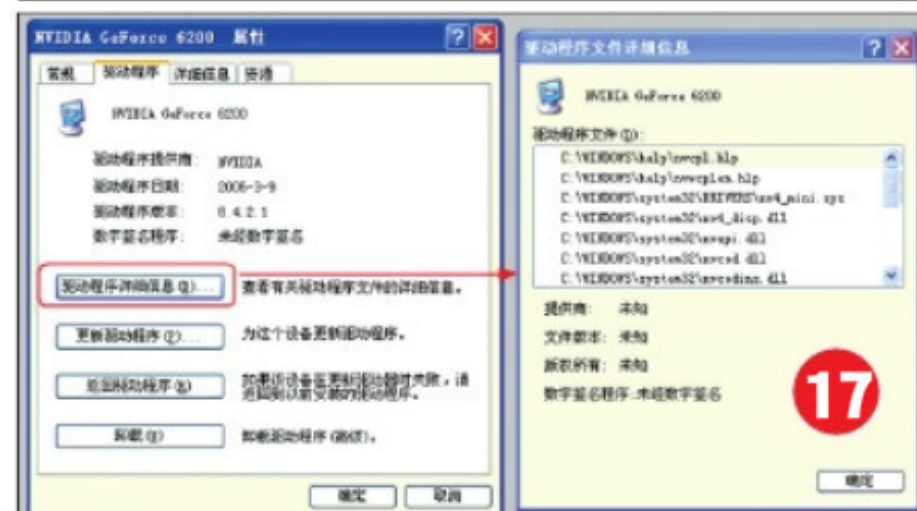 NVIDIA GeForce 6200 属性
常规 驱动程序 详细信息 资源
NVIDIA GeForce 6200
驱动程序提供商: NVIDIA
驱动程序日期: 2006-3-9
驱动程序版本: 8.4.2.1
数字签名程序: 未经数字签名
驱动程序详细信息(D)... 查看有关驱动程序文件的详细信息。
更新驱动程序(P)... 为这个设备更新驱动程序。
返回驱动程序(R) 如果该设备在更新驱动器时失败，请
返回到以前安装的驱动程序。
卸载(U) 卸载驱动程序(高级)。
确定 取消
驱动程序文件详细信息
NVIDIA GeForce 6200
驱动程序文件(D):
C:\WINDOWS\help\nvcpl.hlp
C:\WINDOWS\help\
C:\WINDOWS\system32\DRIVERS\nv4_mini.sys
C:\WINDOWS\system32\nv4_disp.dll
C:\WINDOWS\system32\nvapi.dll
C:\WINDOWS\system32\nvcod.dll
C:\WINDOWS\system32\nvcodins.dll
提供商: 未知
文件版本: 未知
版权所有: 未知
数字签名程序:未经数字签名
17
确定